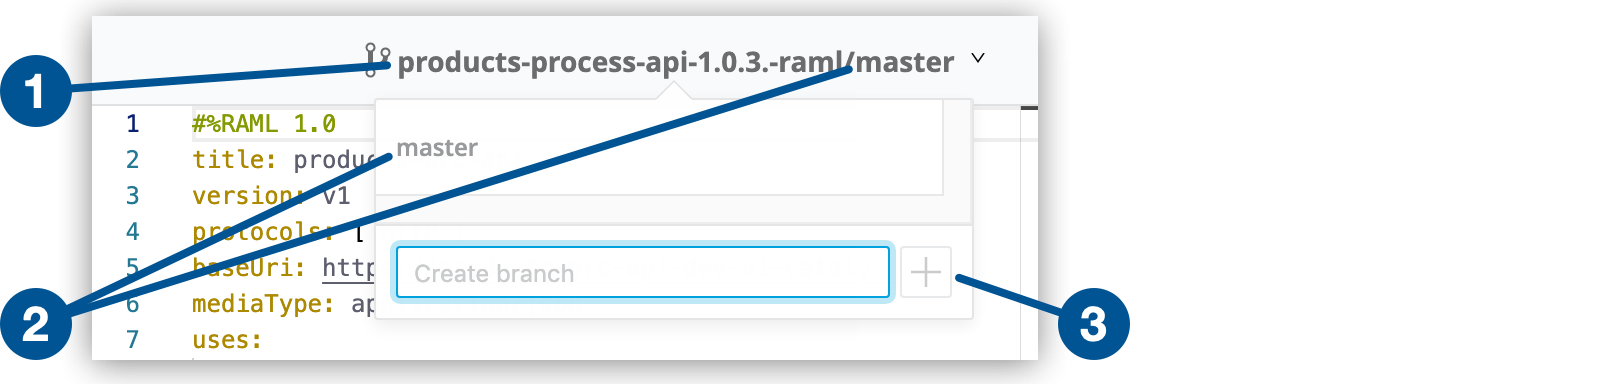 products-process-api-1.0.3.-raml/master
1
1 #%RAML 1.0
master
2 title: produc
3 version: v1
4 protocols: [
5 baseUri: http
Create branch
6 mediaType: ap
2
3
7 uses: